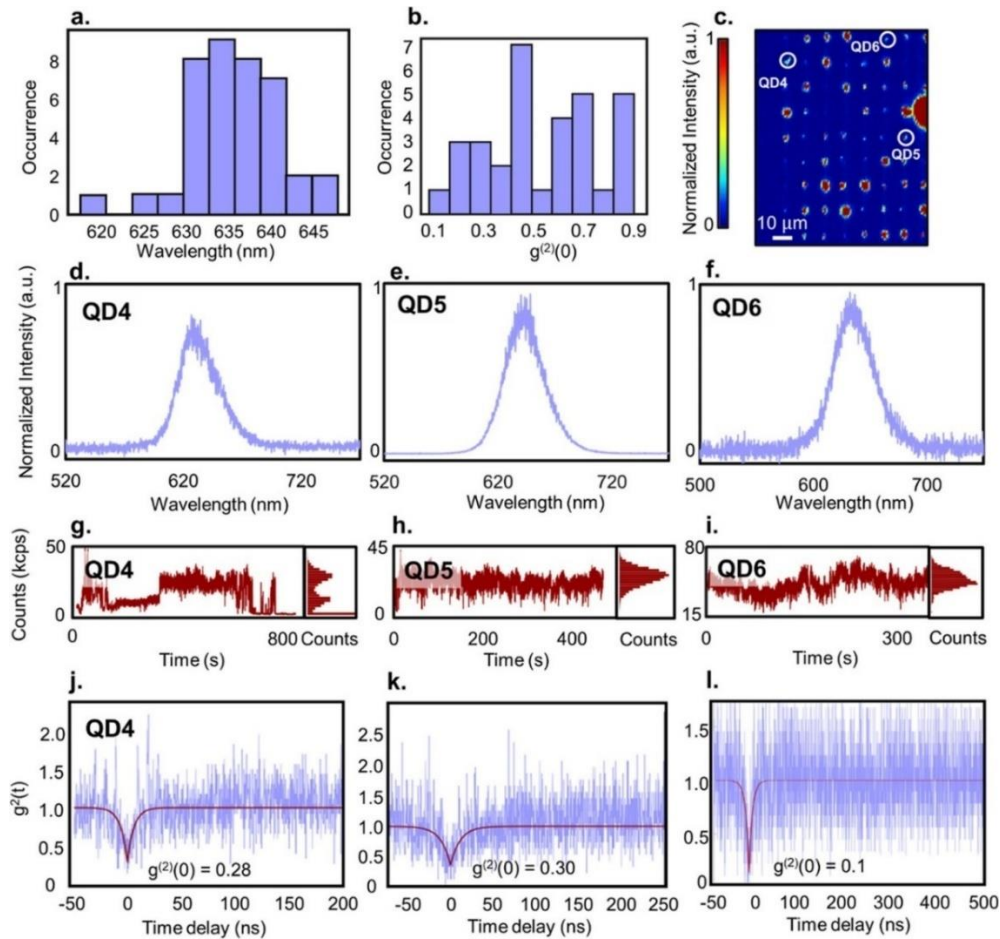 a.
Occurrence
8
6
4
2
0
620 625 630 635 640 645
Wavelength (nm)
b.
Occurrence
7
6
5
4
3
2
1
0
0.1 0.3 0.5 0.7 0.9
g⁽²⁾(0)
c.
Normalized Intensity (a.u.)
1
0
QD6
QD4
QD5
10 µm
d.
Normalized Intensity (a.u.)
1
QD4
0
520 620 720
Wavelength (nm)
e.
1
QD5
0
520 620 720
Wavelength (nm)
f.
1
QD6
0
500 600 700
Wavelength (nm)
g.
Counts (kcps)
50
QD4
0
0 800 Counts
Time (s)
h.
45
QD5
0
0 200 400 Counts
Time (s)
i.
80
QD6
15
0 300 Counts
Time (s)
j.
QD4
g²(t)
2.0
1.5
1.0
0.5
0
g⁽²⁾(0) = 0.28
-50 0 50 100 150 200
Time delay (ns)
k.
2.5
2.0
1.5
1.0
0.5
0
g⁽²⁾(0) = 0.30
-50 0 50 100 150 200 250
Time delay (ns)
l.
1.5
1.0
0.5
0
g⁽²⁾(0) = 0.1
-50 0 100 200 300 400 500
Time delay (ns)